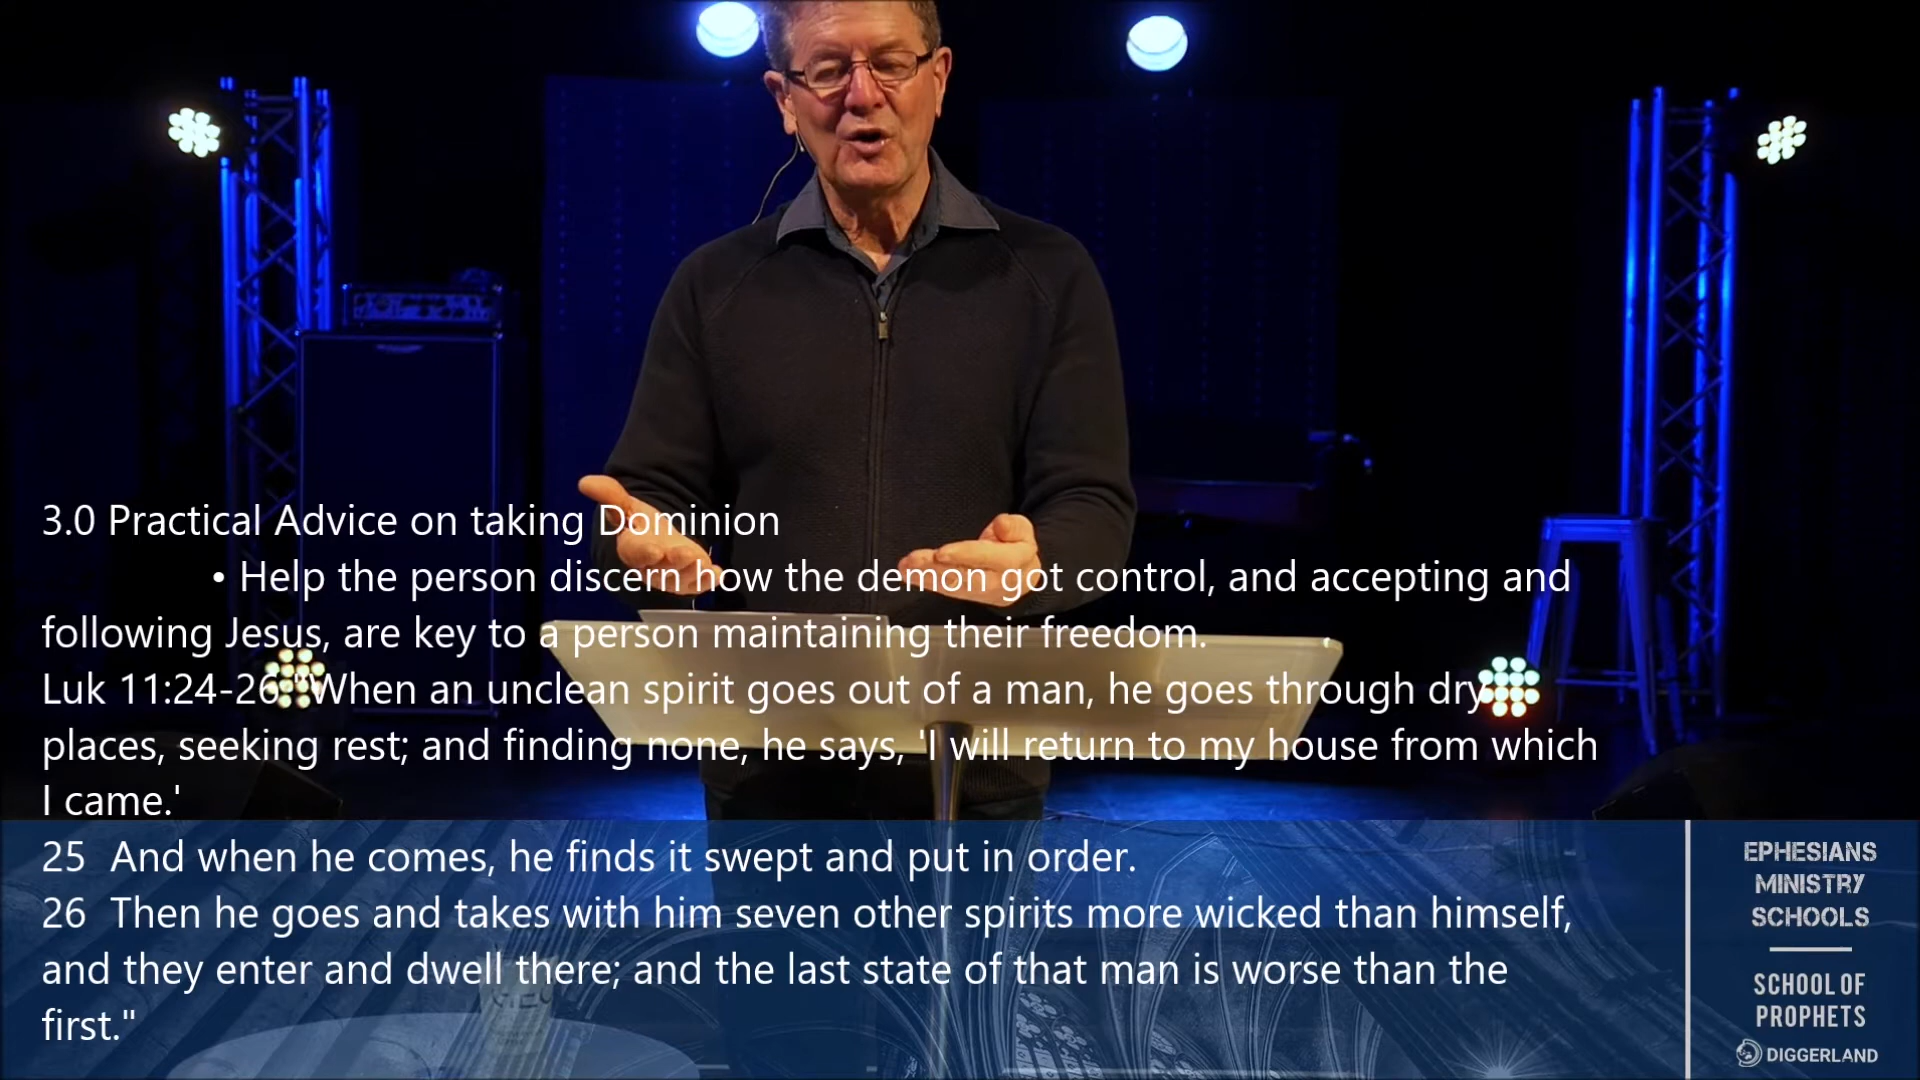 3.0 Practical Advice on taking Dominion
• Help the person discern how the demon got control, and accepting and
following Jesus, are key to a person maintaining their freedom.
Luk 11:24-26 "When an unclean spirit goes out of a man, he goes through dry
places, seeking rest; and finding none, he says, 'I will return to my house from which
I came.'
25 And when he comes, he finds it swept and put in order.
26 Then he goes and takes with him seven other spirits more wicked than himself,
and they enter and dwell there; and the last state of that man is worse than the
first."
EPHESIANS
MINISTRY
SCHOOLS
SCHOOL OF
PROPHETS
DIGGERLAND